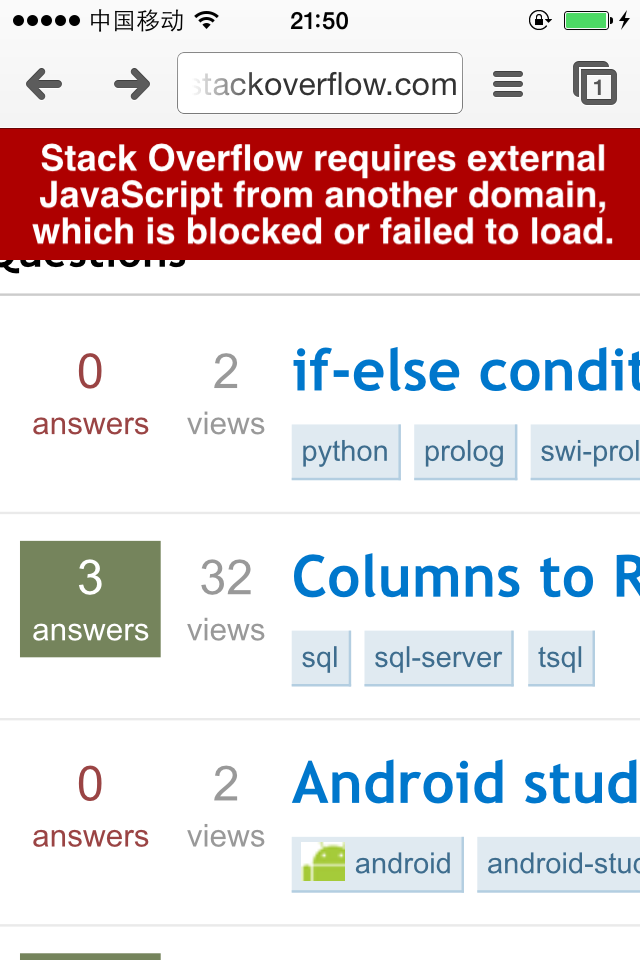 中国移动 21:50
stackoverflow.com 1
Stack Overflow requires external
JavaScript from another domain,
which is blocked or failed to load.
Questions
0 2 if-else condit
answers views
python prolog swi-prol
3 32 Columns to R
answers views
sql sql-server tsql
0 2 Android stud
answers views
android android-stud